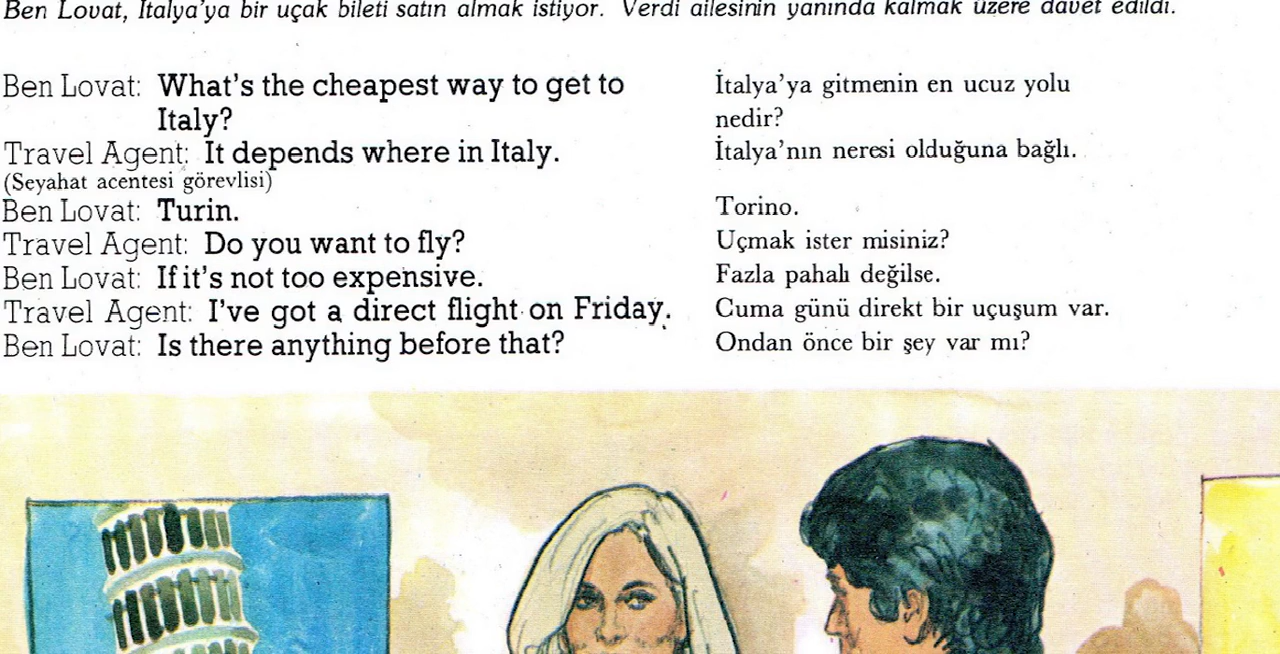 Ben Lovat, İtalya'ya bir uçak bileti satın almak istiyor. Verdi ailesinin yanında kalmak üzere davet edildi.
Ben Lovat: What's the cheapest way to get to
Italy?
Travel Agent: It depends where in Italy.
(Seyahat acentesi görevlisi)
Ben Lovat: Turin.
Travel Agent: Do you want to fly?
Ben Lovat: If it's not too expensive.
Travel Agent: I've got a direct flight on Friday.
Ben Lovat: Is there anything before that?
İtalya'ya gitmenin en ucuz yolu
nedir?
İtalya'nın neresi olduğuna bağlı.
Torino.
Uçmak ister misiniz?
Fazla pahalı değilse.
Cuma günü direkt bir uçuşum var.
Ondan önce bir şey var mı?